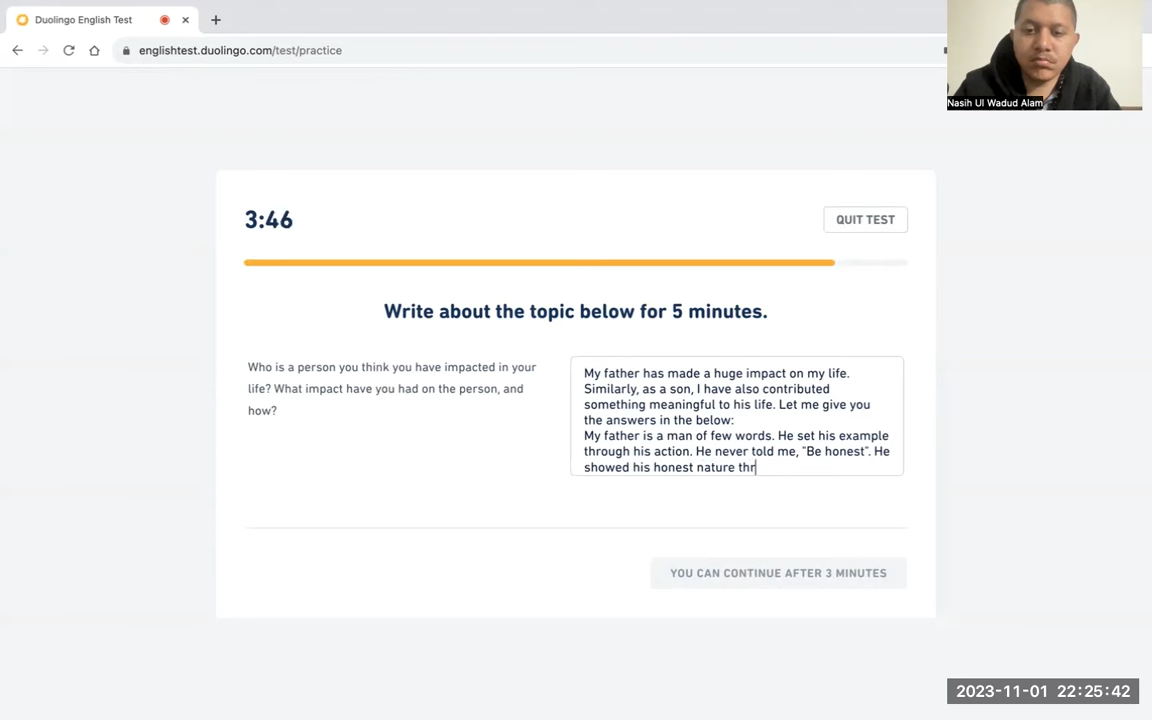 Duolingo English Test
englishtest.duolingo.com/test/practice
Nasih Ul Wadud Alam
3:46
QUIT TEST
Write about the topic below for 5 minutes.
Who is a person you think you have impacted in your
life? What impact have you had on the person, and
how?
My father has made a huge impact on my life.
Similarly, as a son, I have also contributed
something meaningful to his life. Let me give you
the answers in the below:
My father is a man of few words. He set his example
through his action. He never told me, "Be honest". He
showed his honest nature thr
YOU CAN CONTINUE AFTER 3 MINUTES
2023-11-01 22:25:42